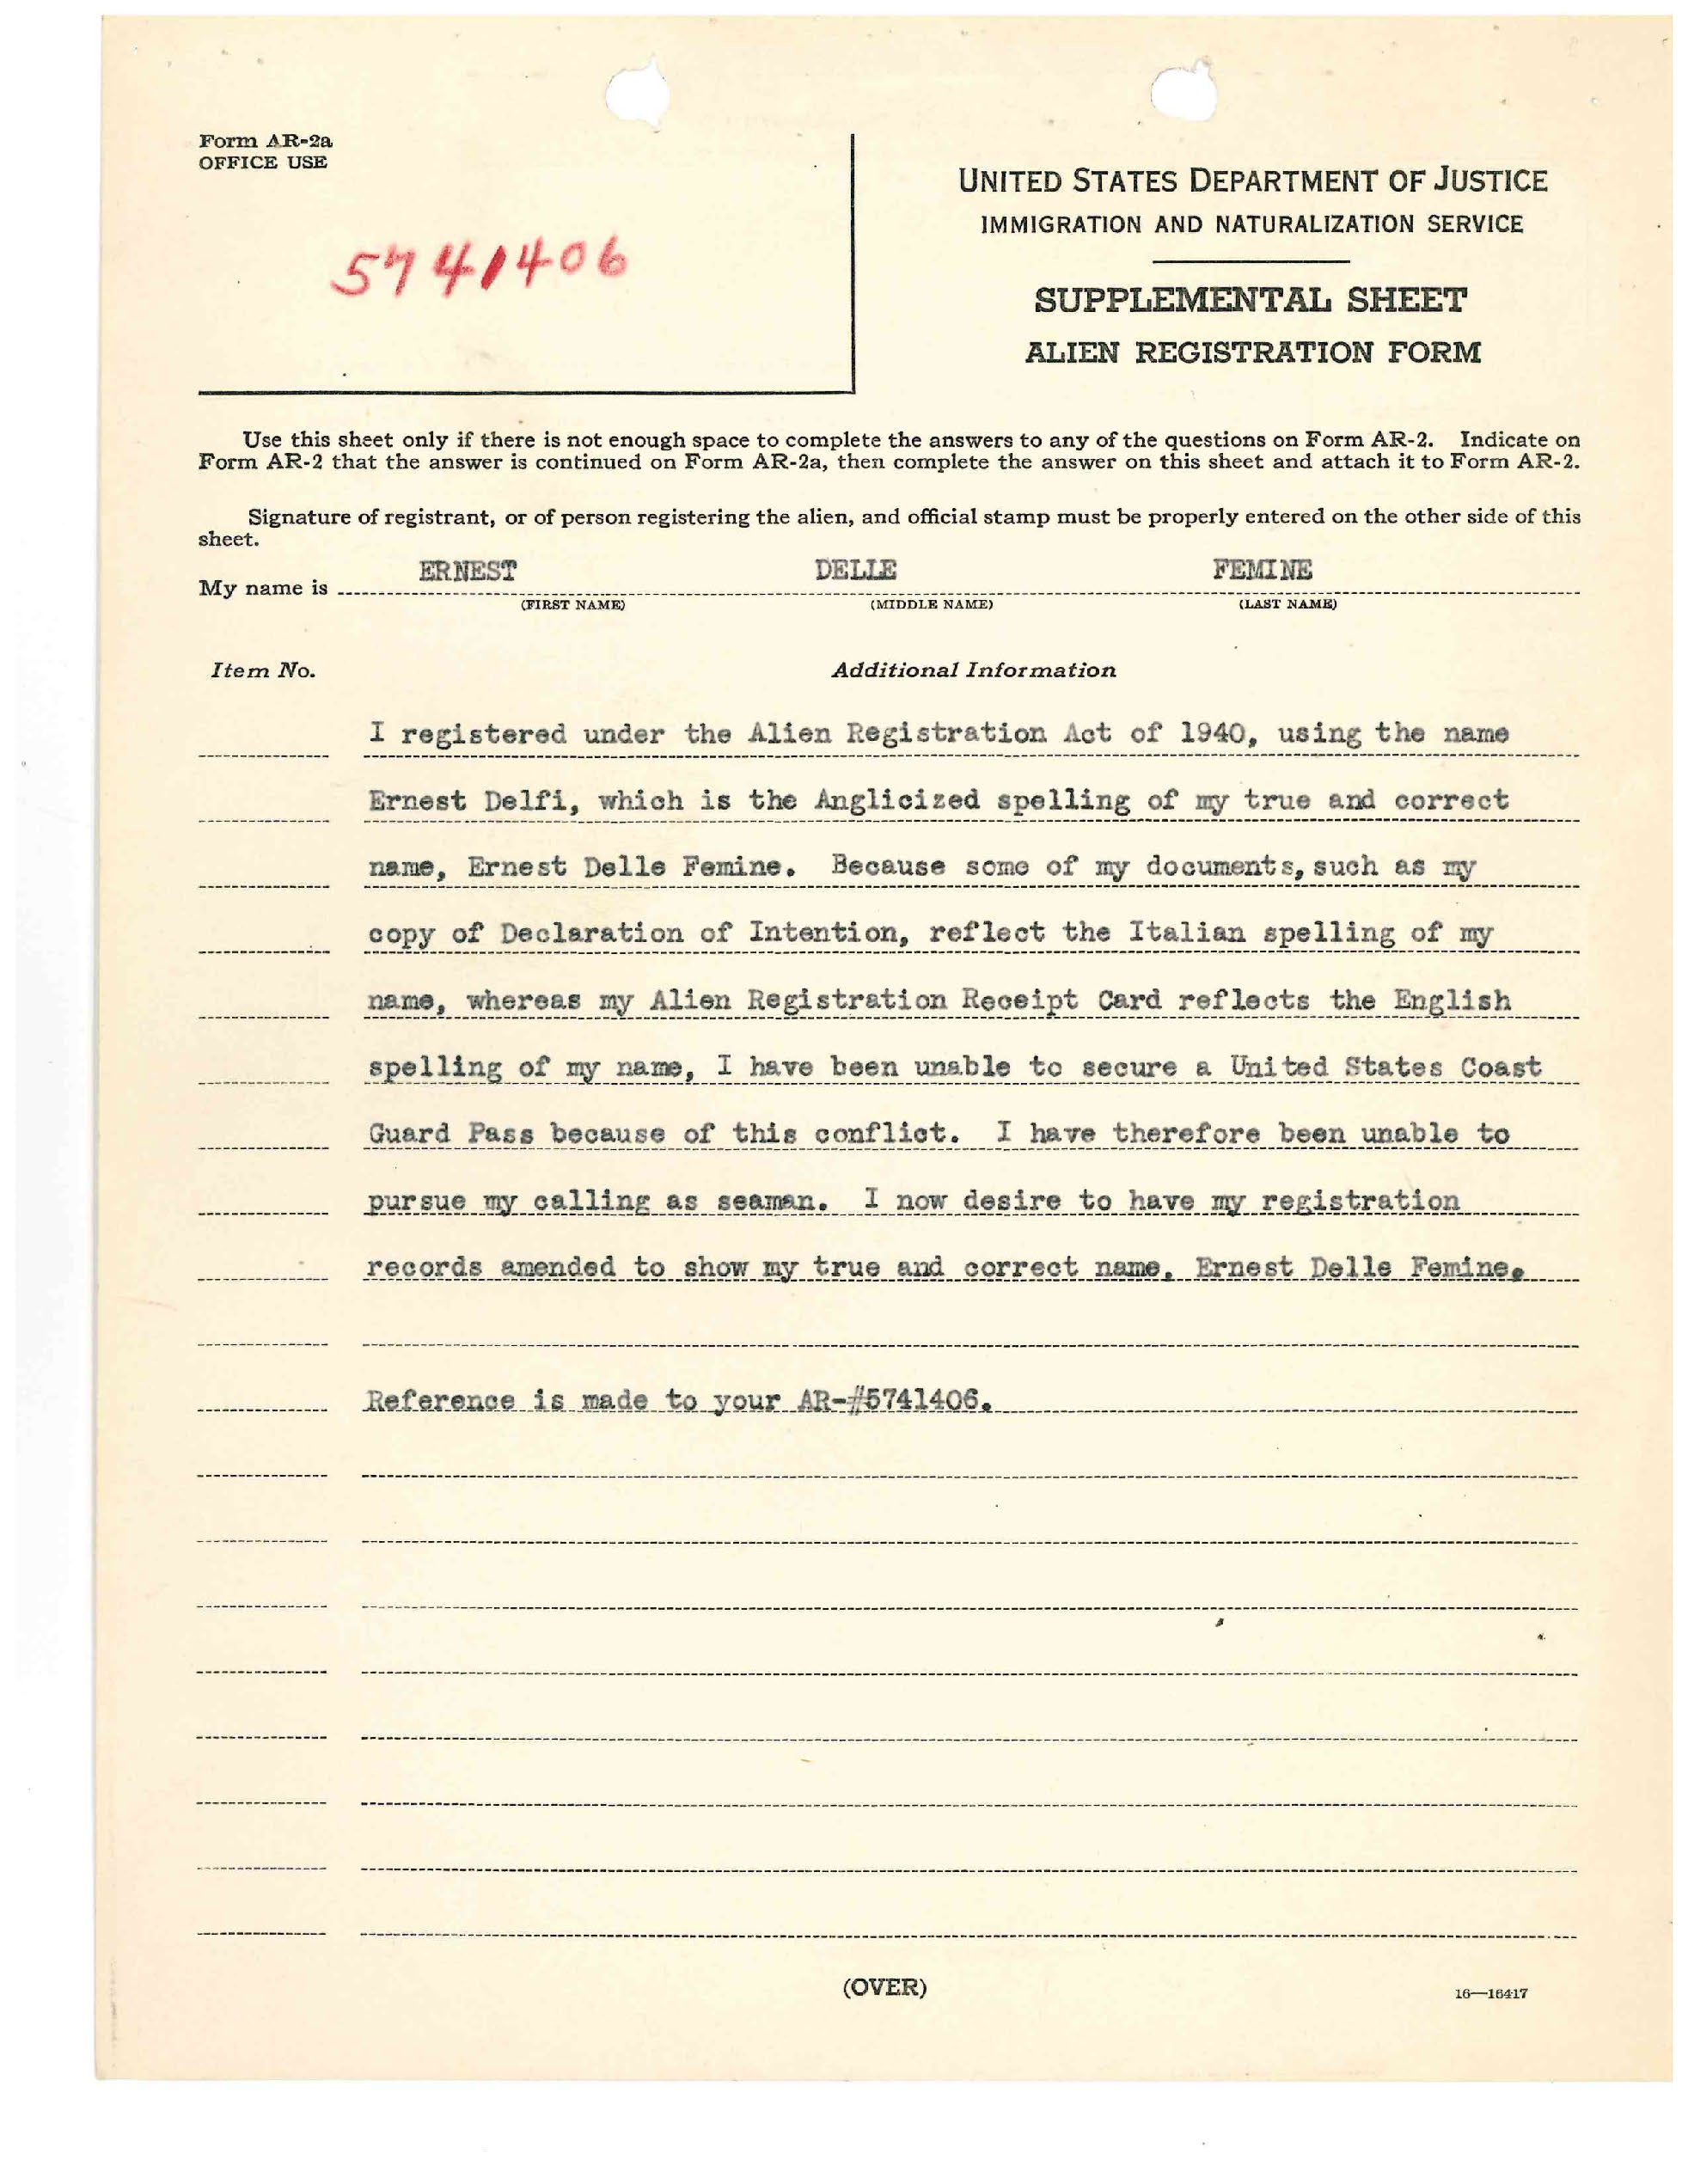 Form AR-2a
OFFICE USE
5741406
UNITED STATES DEPARTMENT OF JUSTICE
IMMIGRATION AND NATURALIZATION SERVICE
SUPPLEMENTAL SHEET
ALIEN REGISTRATION FORM
Use this sheet only if there is not enough space to complete the answers to any of the questions on Form AR-2. Indicate on
Form AR-2 that the answer is continued on Form AR-2a, then complete the answer on this sheet and attach it to Form AR-2.
Signature of registrant, or of person registering the alien, and official stamp must be properly entered on the other side of this
sheet.
My name is ERNEST DELLE FEMINE
(FIRST NAME) (MIDDLE NAME) (LAST NAME)
Item No. Additional Information
I registered under the Alien Registration Act of 1940, using the name
Ernest Delfi, which is the Anglicized spelling of my true and correct
name, Ernest Delle Femine. Because some of my documents, such as my
copy of Declaration of Intention, reflect the Italian spelling of my
name, whereas my Alien Registration Receipt Card reflects the English
spelling of my name, I have been unable to secure a United States Coast
Guard Pass because of this conflict. I have therefore been unable to
pursue my calling as seaman. I now desire to have my registration
records amended to show my true and correct name, Ernest Delle Femine.
Reference is made to your AR-#5741406.
(OVER)
16—16417